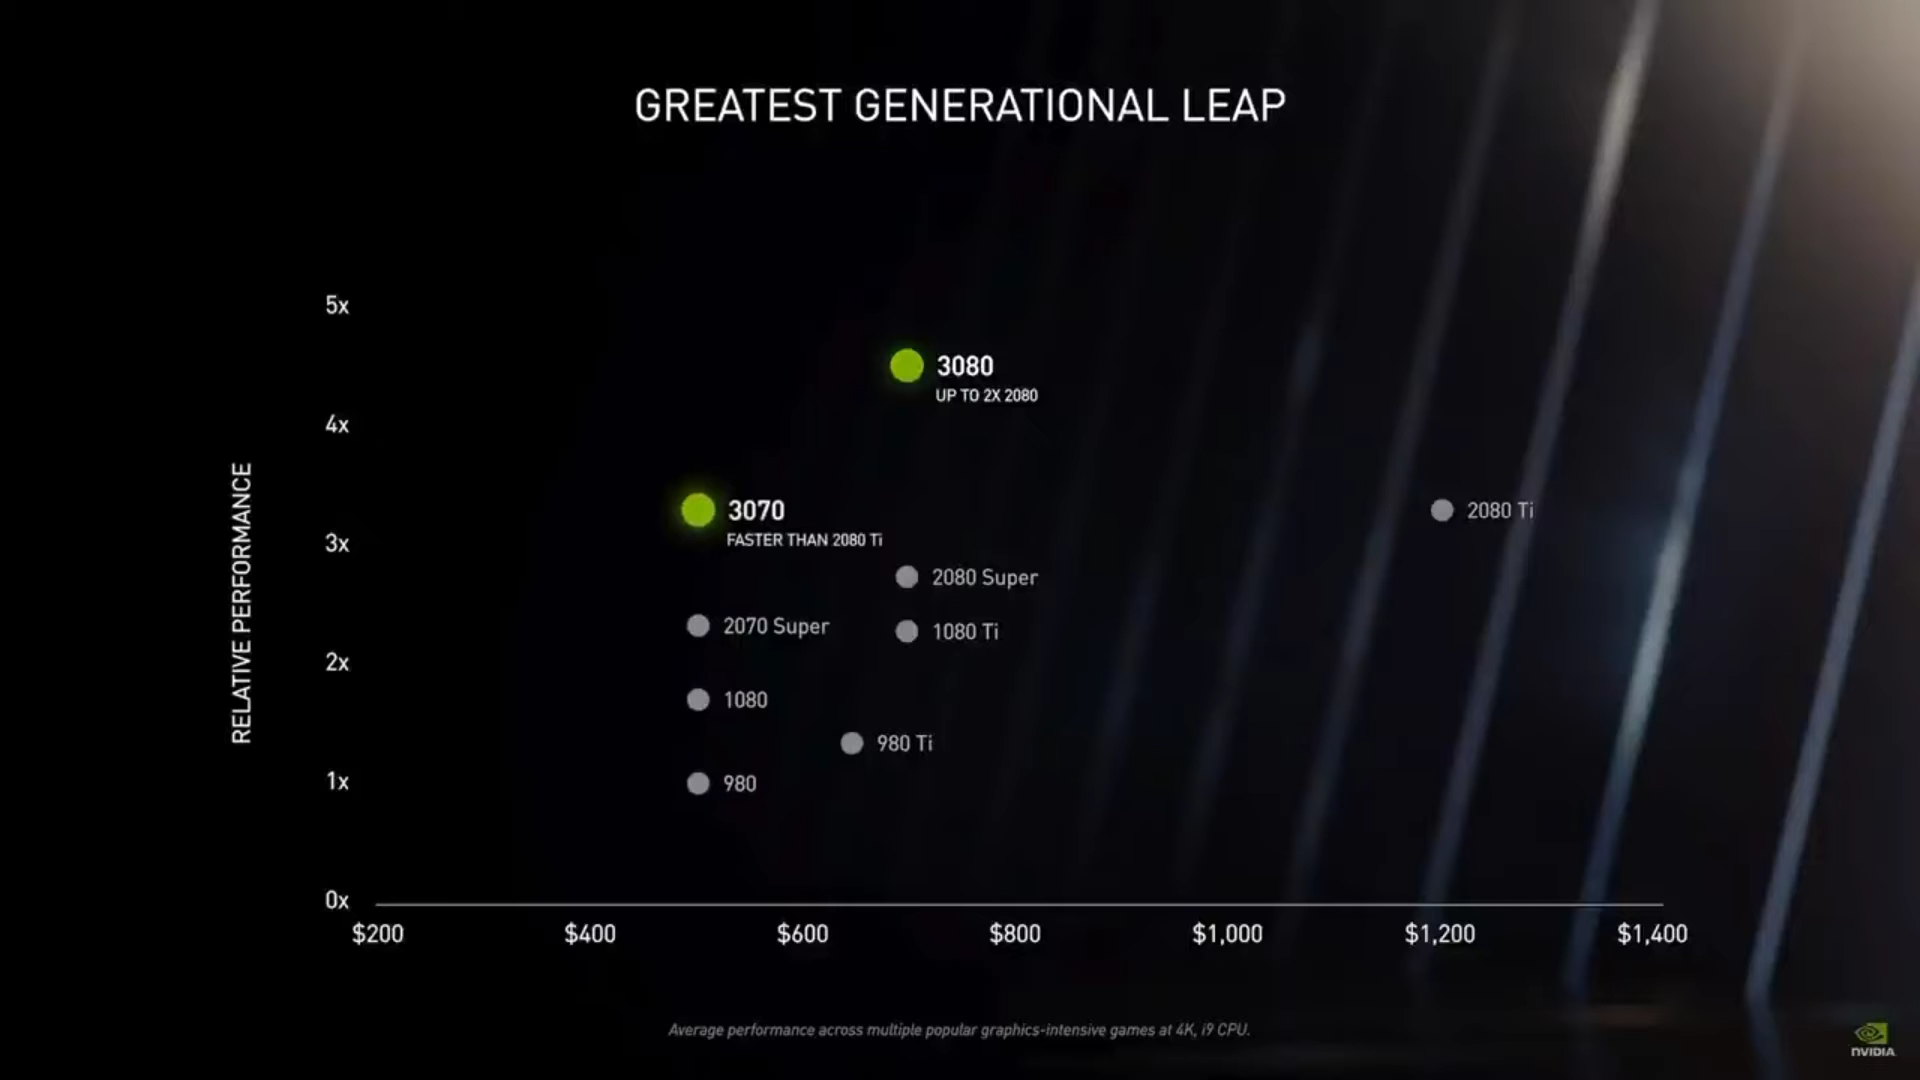 GREATEST GENERATIONAL LEAP
RELATIVE PERFORMANCE
5x
4x
3x
2x
1x
0x
3080
UP TO 2X 2080
3070
FASTER THAN 2080 Ti
2080 Ti
2080 Super
2070 Super
1080 Ti
1080
980 Ti
980
$200 $400 $600 $800 $1,000 $1,200 $1,400
Average performance across multiple popular graphics-intensive games at 4K, i9 CPU.
NVIDIA